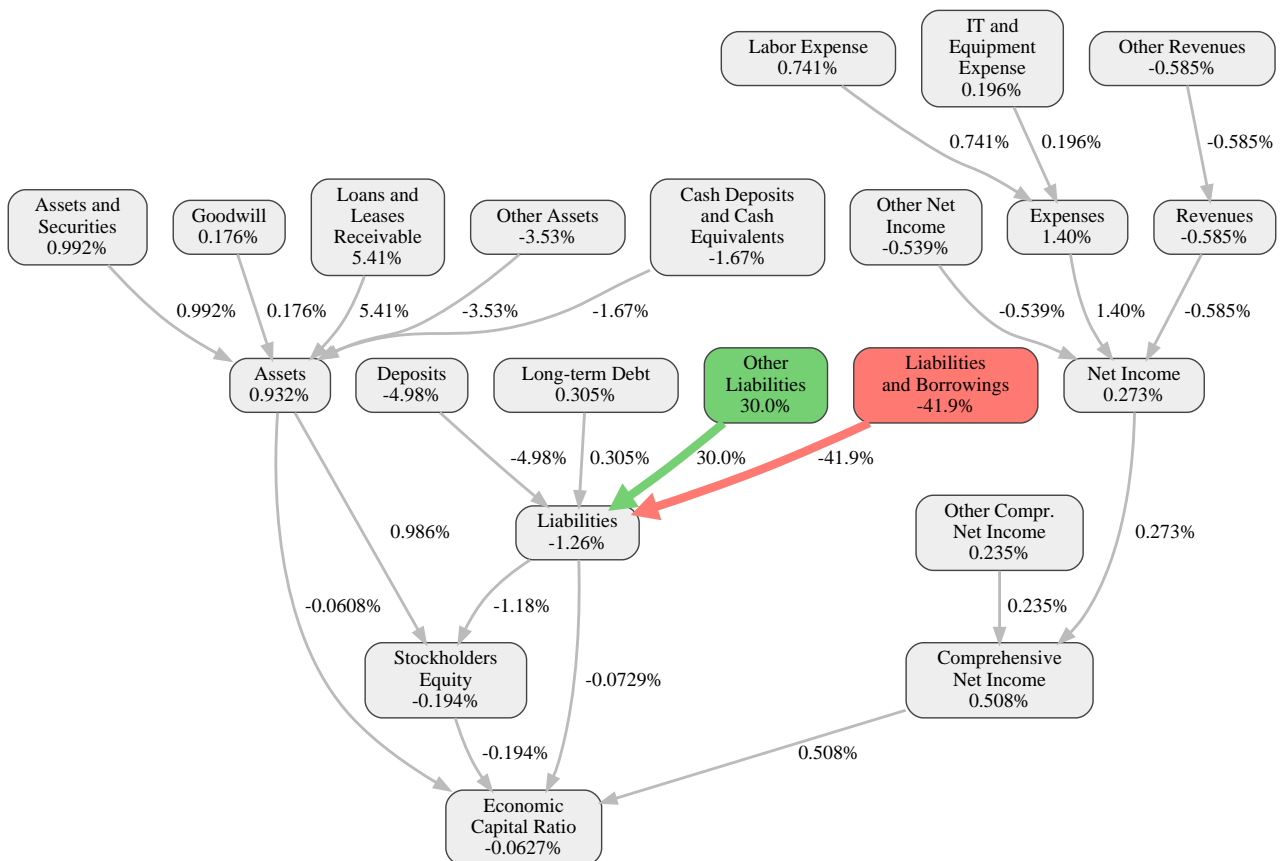 Labor Expense
0.741%
IT and
Equipment
Expense
0.196%
Other Revenues
-0.585%
0.741%
0.196%
-0.585%
Assets and
Securities
0.992%
Goodwill
0.176%
Loans and
Leases
Receivable
5.41%
Other Assets
-3.53%
Cash Deposits
and Cash
Equivalents
-1.67%
Other Net
Income
-0.539%
Expenses
1.40%
Revenues
-0.585%
0.992%
0.176%
5.41%
-3.53%
-1.67%
-0.539%
1.40%
-0.585%
Assets
0.932%
Deposits
-4.98%
Long-term Debt
0.305%
Other
Liabilities
30.0%
Liabilities
and Borrowings
-41.9%
Net Income
0.273%
-4.98%
0.305%
30.0%
-41.9%
Liabilities
-1.26%
Other Compr.
Net Income
0.235%
0.986%
0.273%
-0.0608%
-1.18%
0.235%
Stockholders
Equity
-0.194%
-0.0729%
Comprehensive
Net Income
0.508%
-0.194%
0.508%
Economic
Capital Ratio
-0.0627%